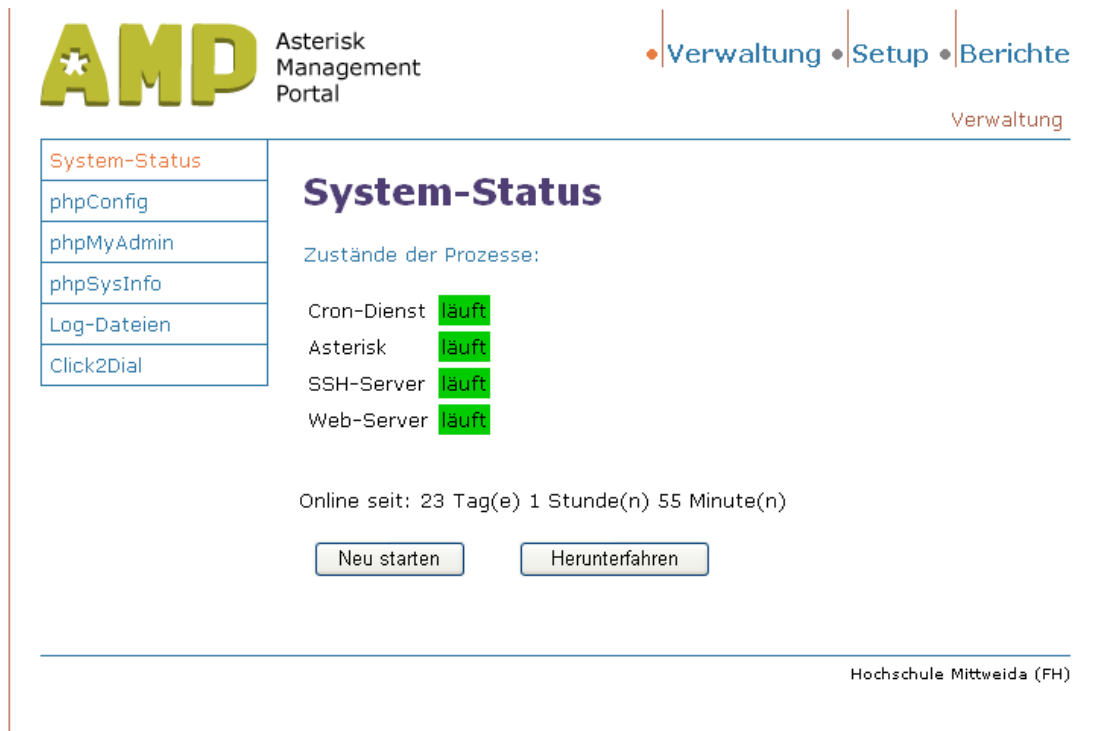 AMP
Asterisk
Management
Portal
Verwaltung Setup Berichte
Verwaltung
System-Status
phpConfig
phpMyAdmin
phpSysInfo
Log-Dateien
Click2Dial
System-Status
Zustände der Prozesse:
Cron-Dienst läuft
Asterisk läuft
SSH-Server läuft
Web-Server läuft
Online seit: 23 Tag(e) 1 Stunde(n) 55 Minute(n)
Neu starten Herunterfahren
Hochschule Mittweida (FH)